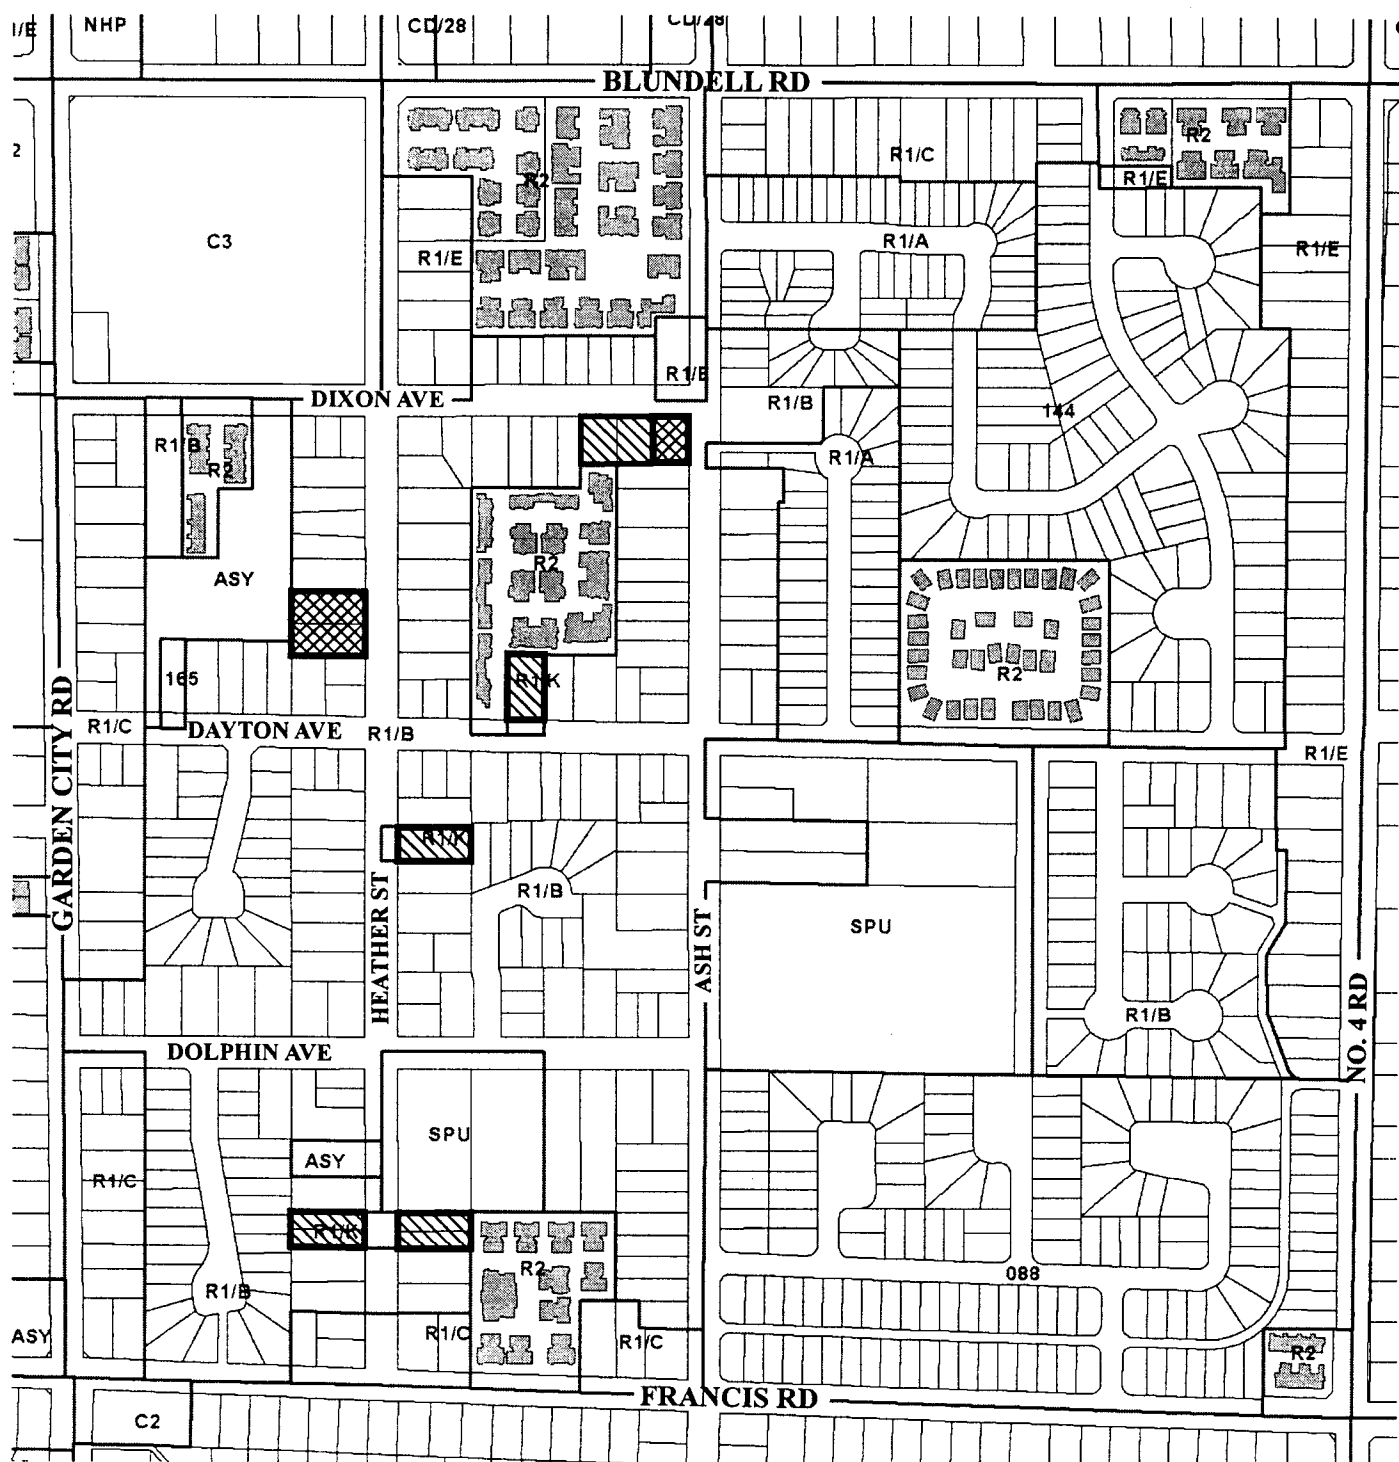 I/E
NHP
CD/28
CD/28
BLUNDELL RD
2
R2
R1/C
R2
R1/E
C3
R1/E
R1/A
R1/E
R1/E
DIXON AVE
R1/B
144
R1/B
R2
R1/A
ASY
R2
165
R1/K
R2
GARDEN CITY RD
R1/C
DAYTON AVE
R1/B
R1/E
R1/K
HEATHER ST
R1/B
ASH ST
SPU
R1/B
NO. 4 RD
DOLPHIN AVE
SPU
ASY
R1/C
R1/K
R2
088
R1/B
ASY
R1/C
R1/C
R2
FRANCIS RD
C2